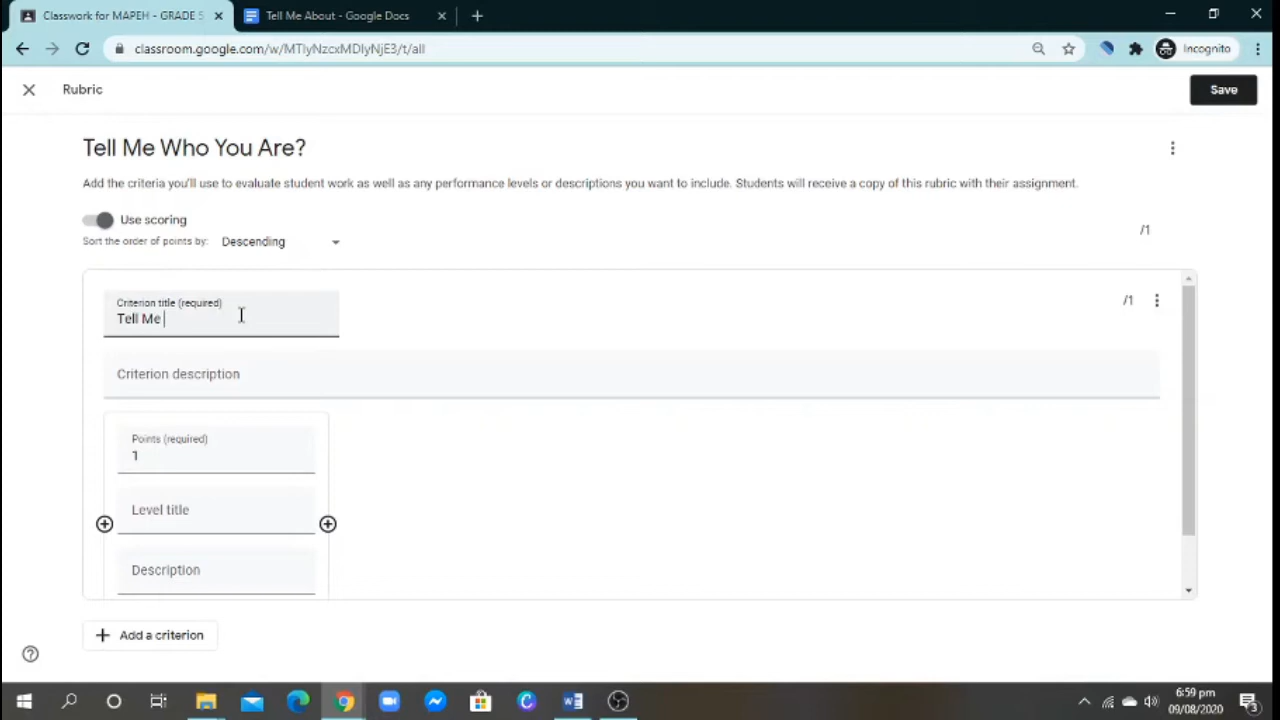 Classwork for MAPEH - GRADE 5
Tell Me About - Google Docs
classroom.google.com/w/MTIyNzcxMDIyNjE3/t/all
Incognito
Rubric
Save
Tell Me Who You Are?
Add the criteria you'll use to evaluate student work as well as any performance levels or descriptions you want to include. Students will receive a copy of this rubric with their assignment.
Use scoring
/1
Sort the order of points by:
Descending
Criterion title (required)
Tell Me
/1
Criterion description
Points (required)
1
Level title
Description
Add a criterion
6:59 pm
09/08/2020
3